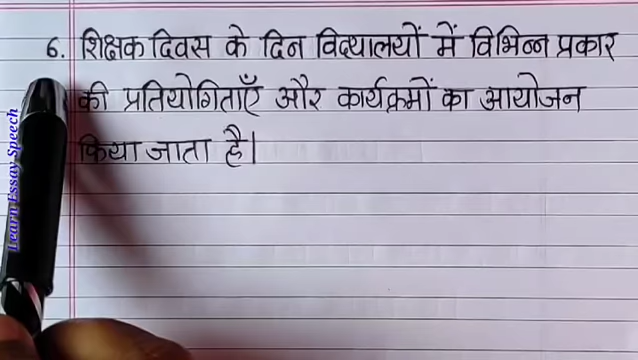 6. शिक्षक दिवस के दिन विद्यालयों में विभिन्न प्रकार
की प्रतियोगिताएँ और कार्यक्रमों का आयोजन
किया जाता है।
Learn Essay Speech